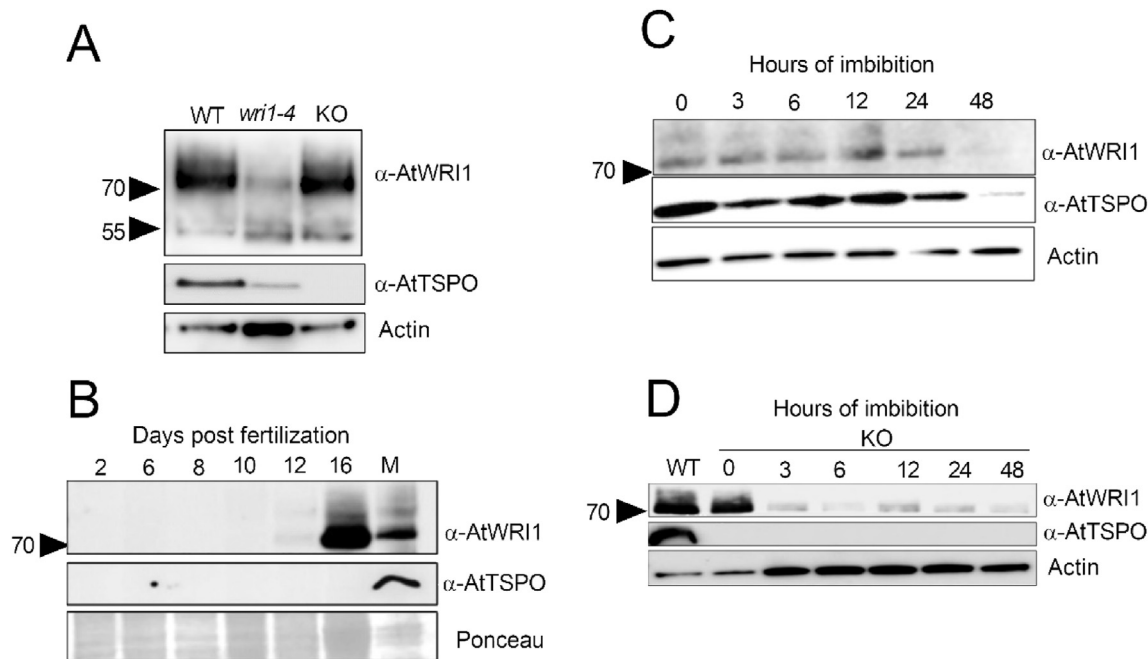 A
WT wri1-4 KO
α-AtWRI1
70
55
α-AtTSPO
Actin
B
Days post fertilization
2 6 8 10 12 16 M
α-AtWRI1
70
α-AtTSPO
Ponceau
C
Hours of imbibition
0 3 6 12 24 48
α-AtWRI1
70
α-AtTSPO
Actin
D
Hours of imbibition
KO
WT 0 3 6 12 24 48
α-AtWRI1
70
α-AtTSPO
Actin